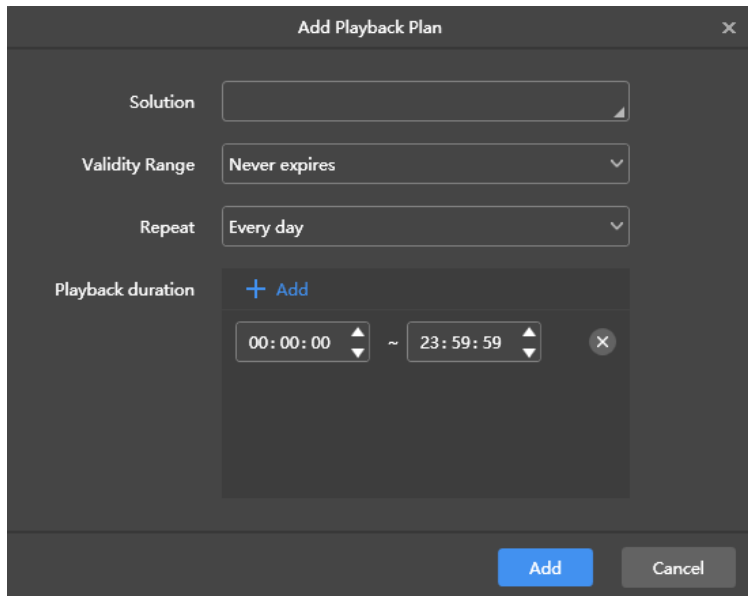 Add Playback Plan
Solution
Validity Range Never expires
Repeat Every day
Playback duration + Add
00:00:00 ~ 23:59:59
Add Cancel